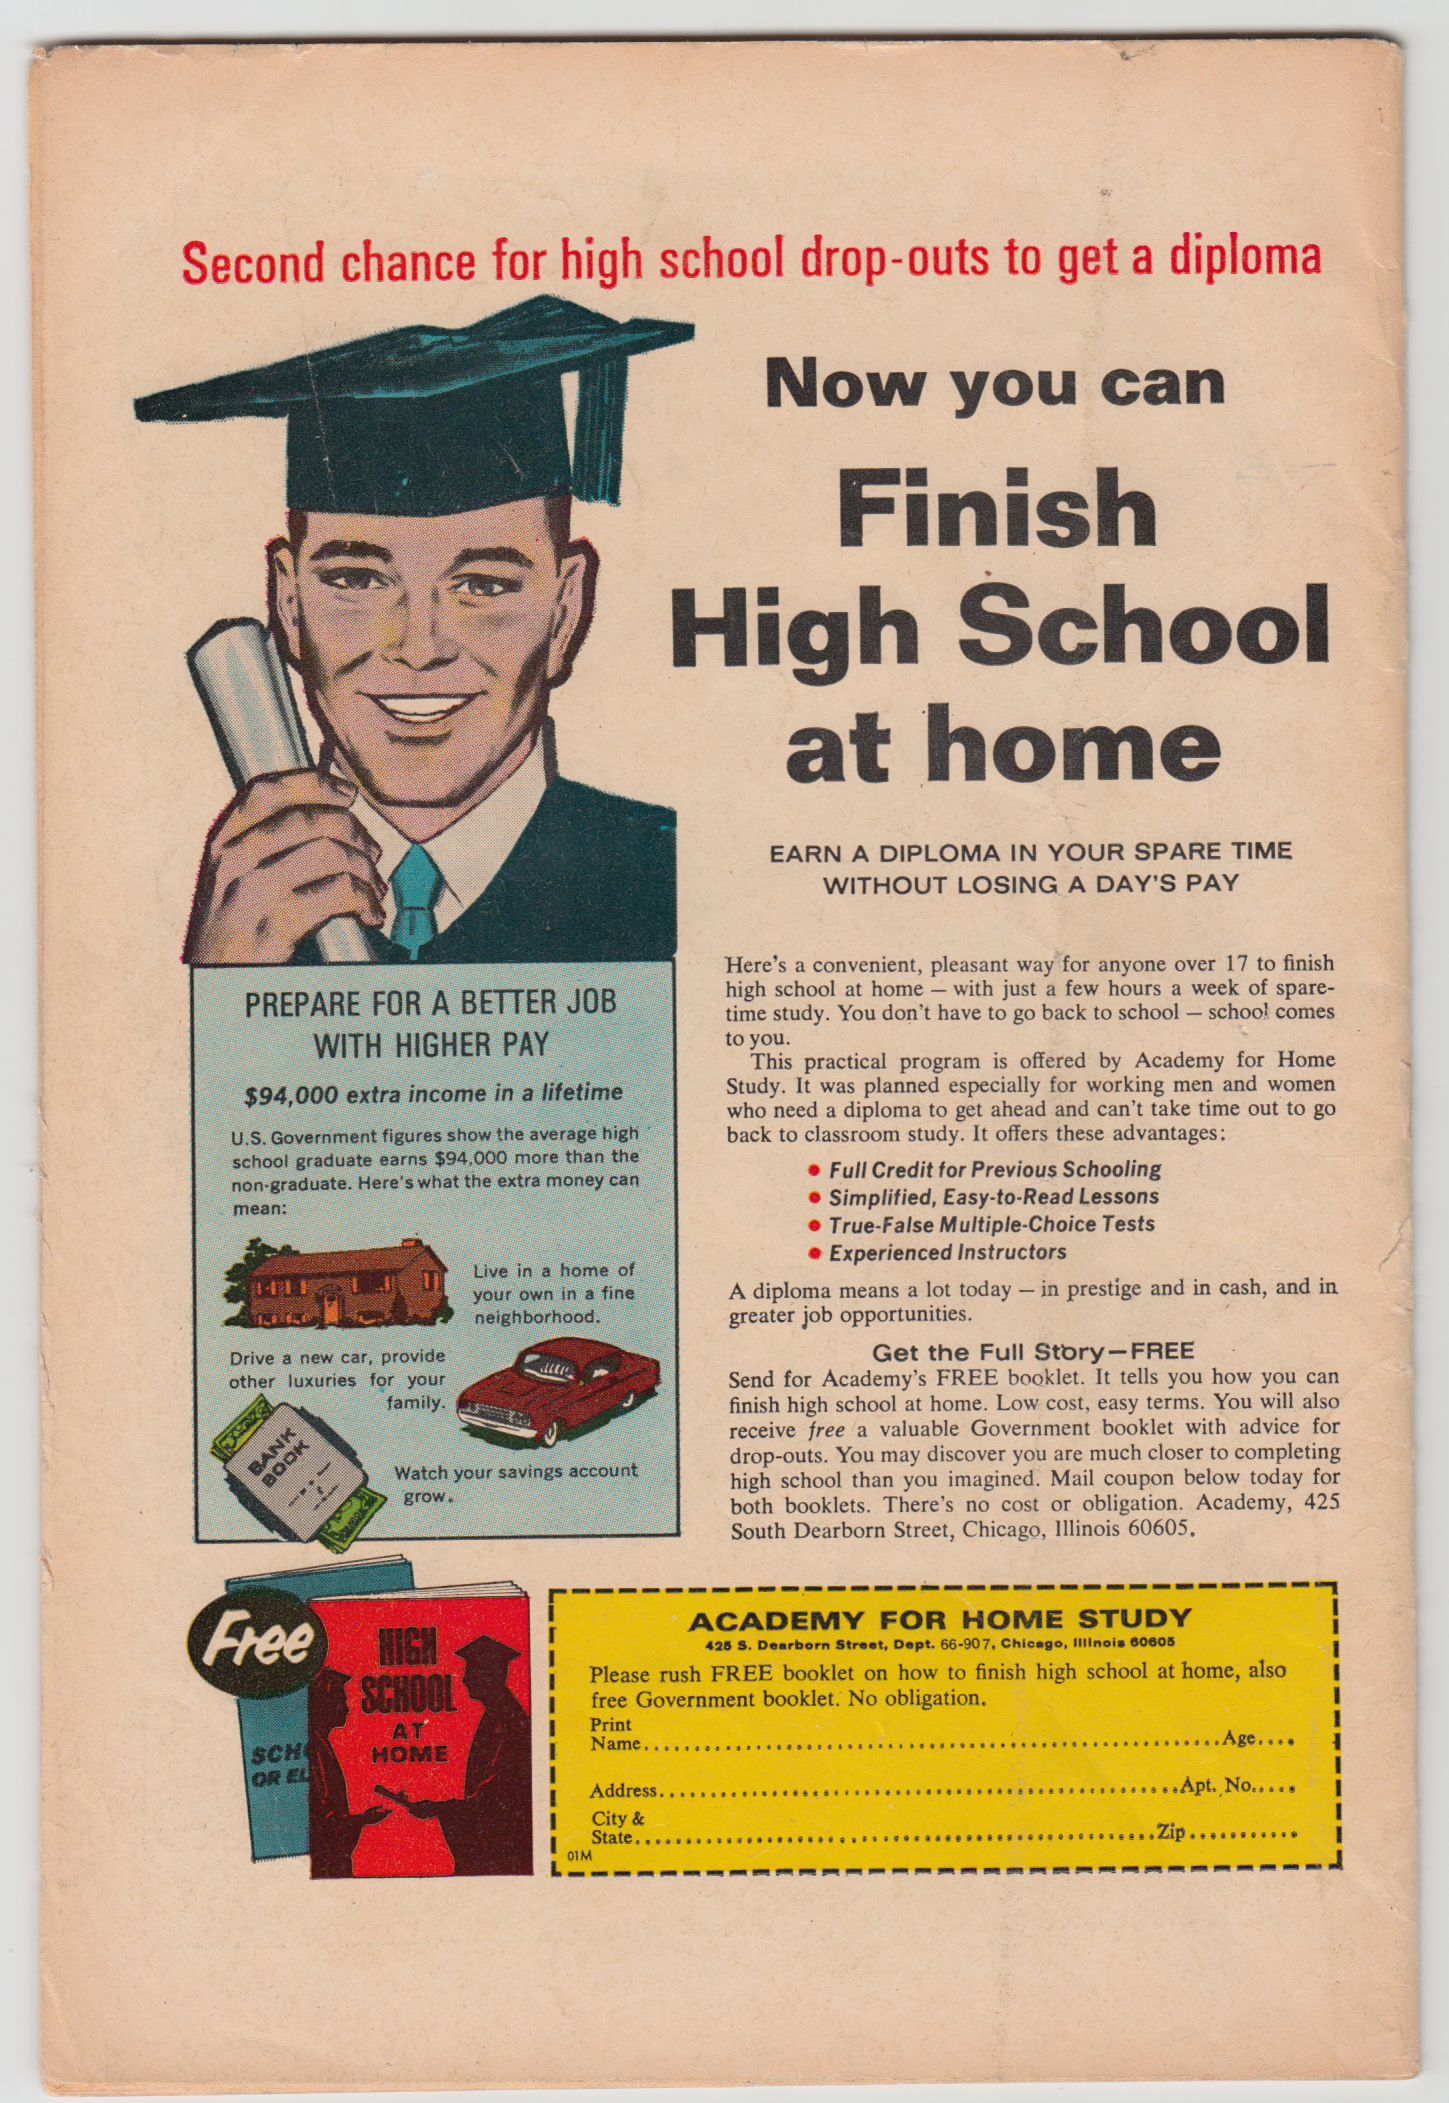 Second chance for high school drop-outs to get a diploma
Now you can
Finish
High School
at home
EARN A DIPLOMA IN YOUR SPARE TIME
WITHOUT LOSING A DAY'S PAY
Here's a convenient, pleasant way for anyone over 17 to finish
high school at home — with just a few hours a week of spare-
time study. You don't have to go back to school — school comes
to you.
This practical program is offered by Academy for Home
Study. It was planned especially for working men and women
who need a diploma to get ahead and can't take time out to go
back to classroom study. It offers these advantages:
• Full Credit for Previous Schooling
• Simplified, Easy-to-Read Lessons
• True-False Multiple-Choice Tests
• Experienced Instructors
A diploma means a lot today — in prestige and in cash, and in
greater job opportunities.
Get the Full Story—FREE
Send for Academy's FREE booklet. It tells you how you can
finish high school at home. Low cost, easy terms. You will also
receive free a valuable Government booklet with advice for
drop-outs. You may discover you are much closer to completing
high school than you imagined. Mail coupon below today for
both booklets. There's no cost or obligation. Academy, 425
South Dearborn Street, Chicago, Illinois 60605.
PREPARE FOR A BETTER JOB
WITH HIGHER PAY
$94,000 extra income in a lifetime
U.S. Government figures show the average high
school graduate earns $94,000 more than the
non-graduate. Here's what the extra money can
mean:
Live in a home of
your own in a fine
neighborhood.
Drive a new car, provide
other luxuries for your
family.
BANK
BOOK
Watch your savings account
grow.
Free
HIGH
SCHOOL
AT
HOME
SCHO
OR EL
ACADEMY FOR HOME STUDY
425 S. Dearborn Street, Dept. 66-907, Chicago, Illinois 60605
Please rush FREE booklet on how to finish high school at home, also
free Government booklet. No obligation.
Print
Name..........Age....
Address..........Apt. No.....
City &
State..........Zip..........
01M